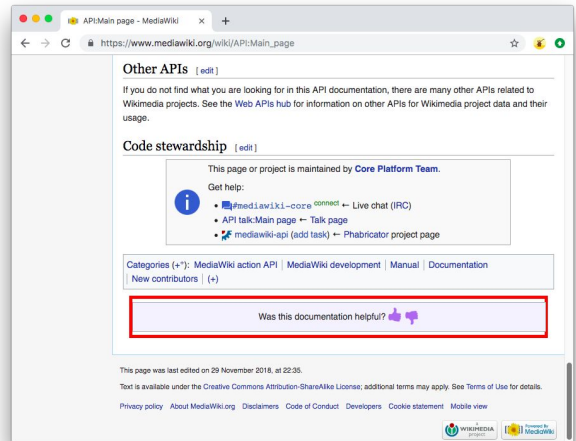 API:Main page - MediaWiki
https://www.mediawiki.org/wiki/API:Main_page
Other APIs [ edit ]
If you do not find what you are looking for in this API documentation, there are many other APIs related to
Wikimedia projects. See the Web APIs hub for information on other APIs for Wikimedia project data and their
usage.
Code stewardship [ edit ]
This page or project is maintained by Core Platform Team.
Get help:
• #mediawiki-core connect ← Live chat (IRC)
• API talk:Main page ← Talk page
• mediawiki-api (add task) ← Phabricator project page
Categories (+⁺): MediaWiki action API | MediaWiki development | Manual | Documentation
| New contributors | (+)
Was this documentation helpful?
This page was last edited on 29 November 2018, at 22:35.
Text is available under the Creative Commons Attribution-ShareAlike License; additional terms may apply. See Terms of Use for details.
Privacy policy About MediaWiki.org Disclaimers Code of Conduct Developers Cookie statement Mobile view
A WIKIMEDIA project
Powered By MediaWiki